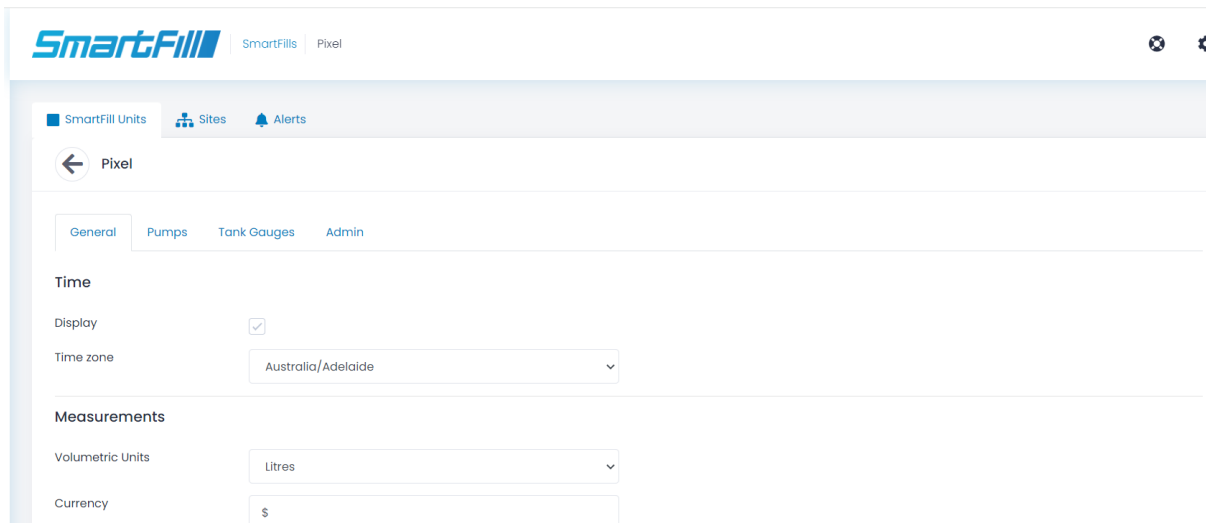 SmartFill SmartFills Pixel
SmartFill Units Sites Alerts
Pixel
General Pumps Tank Gauges Admin
Time
Display
Time zone Australia/Adelaide
Measurements
Volumetric Units Litres
Currency $